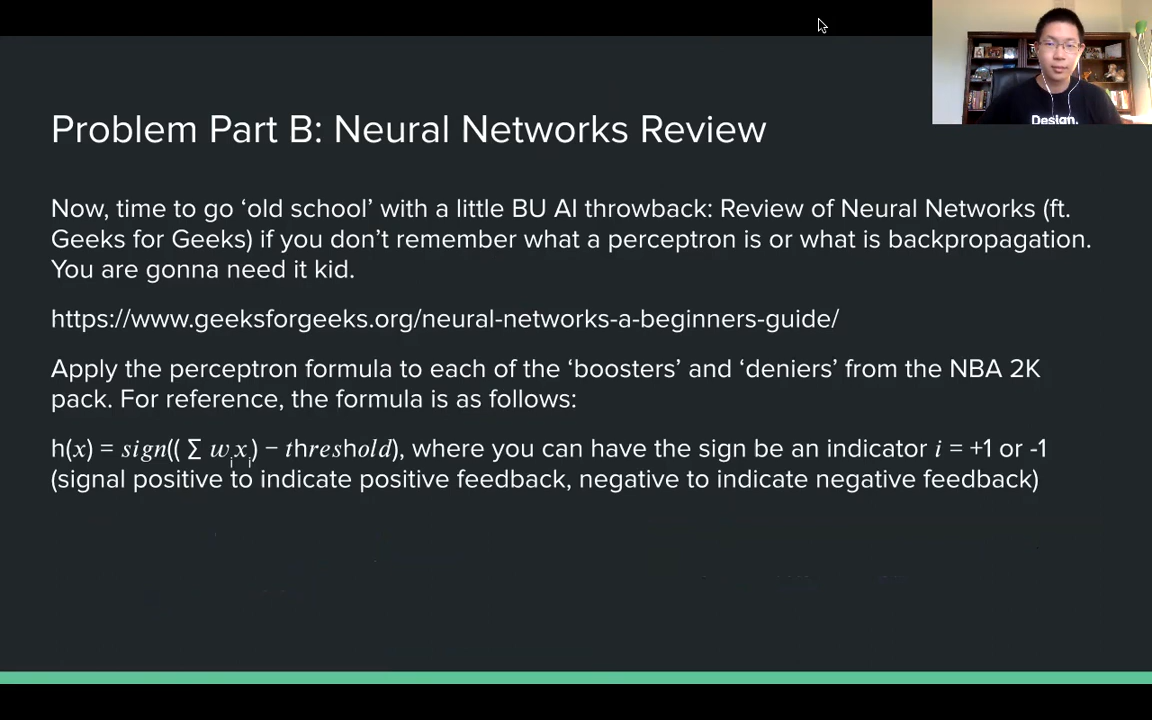 Problem Part B: Neural Networks Review
Now, time to go ‘old school’ with a little BU AI throwback: Review of Neural Networks (ft.
Geeks for Geeks) if you don’t remember what a perceptron is or what is backpropagation.
You are gonna need it kid.
https://www.geeksforgeeks.org/neural-networks-a-beginners-guide/
Apply the perceptron formula to each of the ‘boosters’ and ‘deniers’ from the NBA 2K
pack. For reference, the formula is as follows:
h(x) = sign(( Σ wᵢxᵢ) − threshold), where you can have the sign be an indicator i = +1 or -1
(signal positive to indicate positive feedback, negative to indicate negative feedback)
Design.